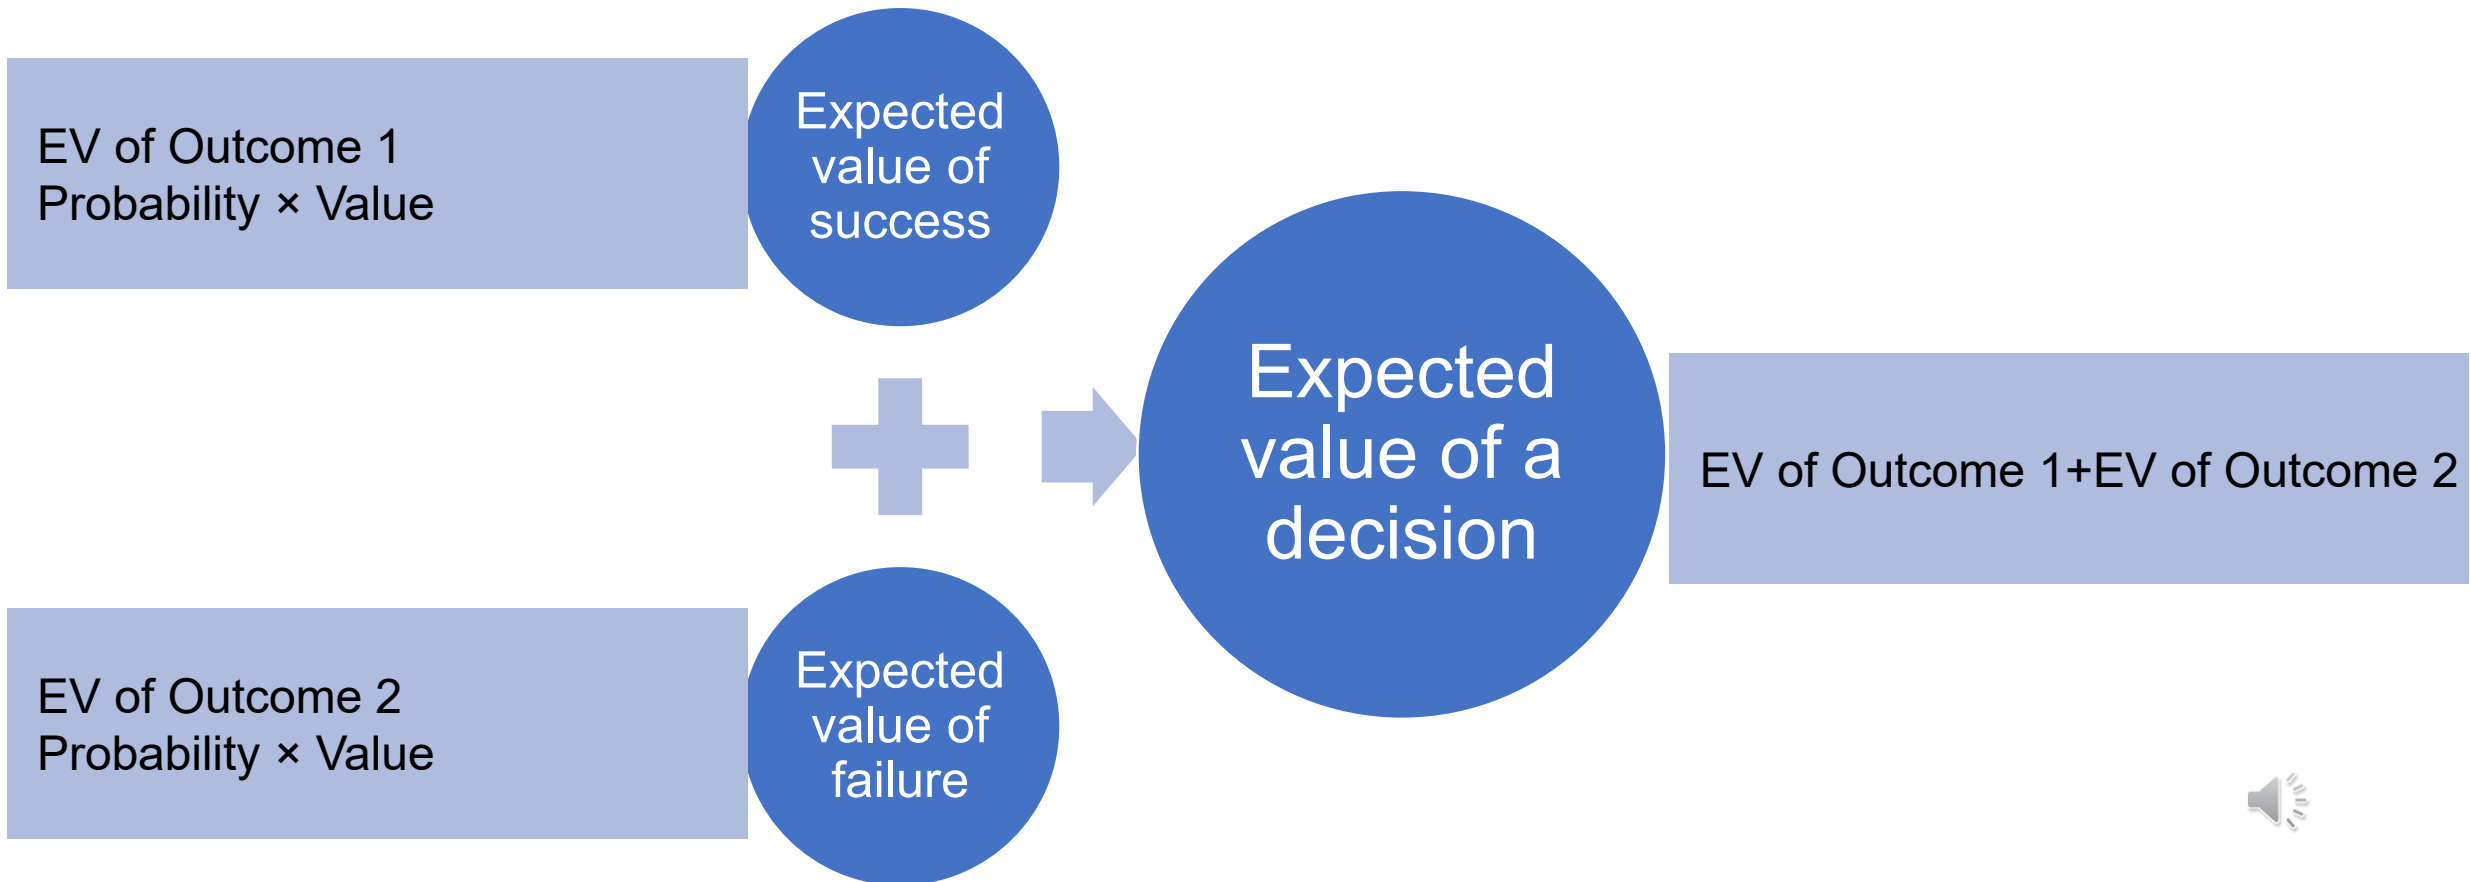 EV of Outcome 1
Probability × Value
Expected
value of
success
Expected
value of a
decision
EV of Outcome 1+EV of Outcome 2
EV of Outcome 2
Probability × Value
Expected
value of
failure